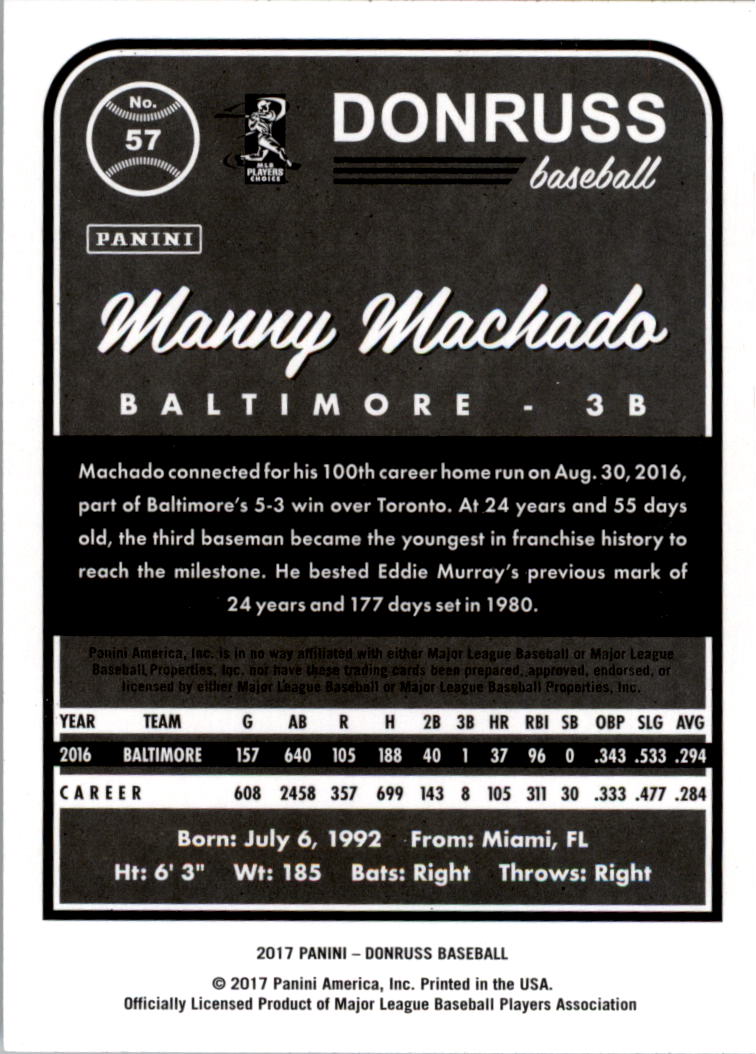 No.
57
MLB
PLAYERS
CHOICE
DONRUSS
baseball
PANINI
Manny Machado
BALTIMORE - 3B
Machado connected for his 100th career home run on Aug. 30, 2016,
part of Baltimore's 5-3 win over Toronto. At 24 years and 55 days
old, the third baseman became the youngest in franchise history to
reach the milestone. He bested Eddie Murray's previous mark of
24 years and 177 days set in 1980.
Panini America, Inc. is in no way affiliated with either Major League Baseball or Major League
Baseball Properties, Inc. nor have these trading cards been prepared, approved, endorsed, or
licensed by either Major League Baseball or Major League Baseball Properties, Inc.
YEAR TEAM G AB R H 2B 3B HR RBI SB OBP SLG AVG
2016 BALTIMORE 157 640 105 188 40 1 37 96 0 .343 .533 .294
CAREER 608 2458 357 699 143 8 105 311 30 .333 .477 .284
Born: July 6, 1992 From: Miami, FL
Ht: 6' 3" Wt: 185 Bats: Right Throws: Right
2017 PANINI – DONRUSS BASEBALL
© 2017 Panini America, Inc. Printed in the USA.
Officially Licensed Product of Major League Baseball Players Association